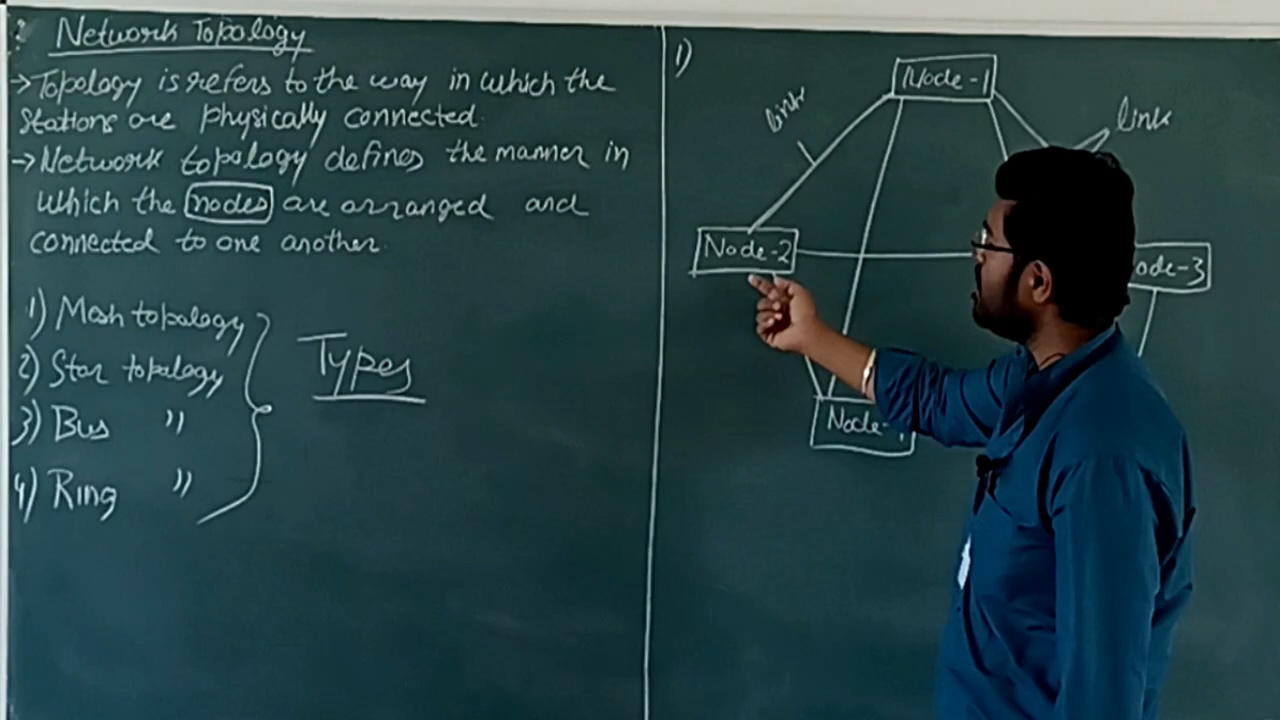 Network Topology
→Topology is refers to the way in which the
stations are physically connected.
→Network topology defines the manner in
which the nodes are arranged and
connected to one another.
1) Mesh topology
2) Star topology
3) Bus "
4) Ring "
Types
1)
Node-1
link
link
Node-2
ode-3
Node-